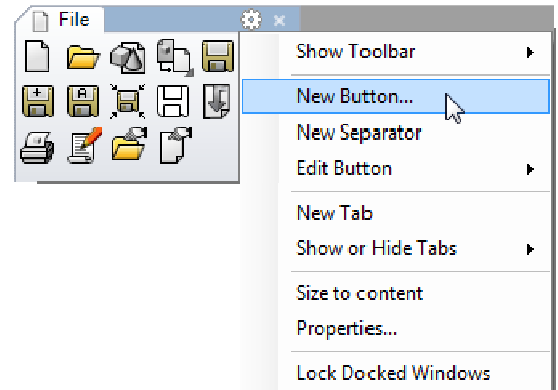 File
Show Toolbar
New Button...
New Separator
Edit Button
New Tab
Show or Hide Tabs
Size to content
Properties...
Lock Docked Windows